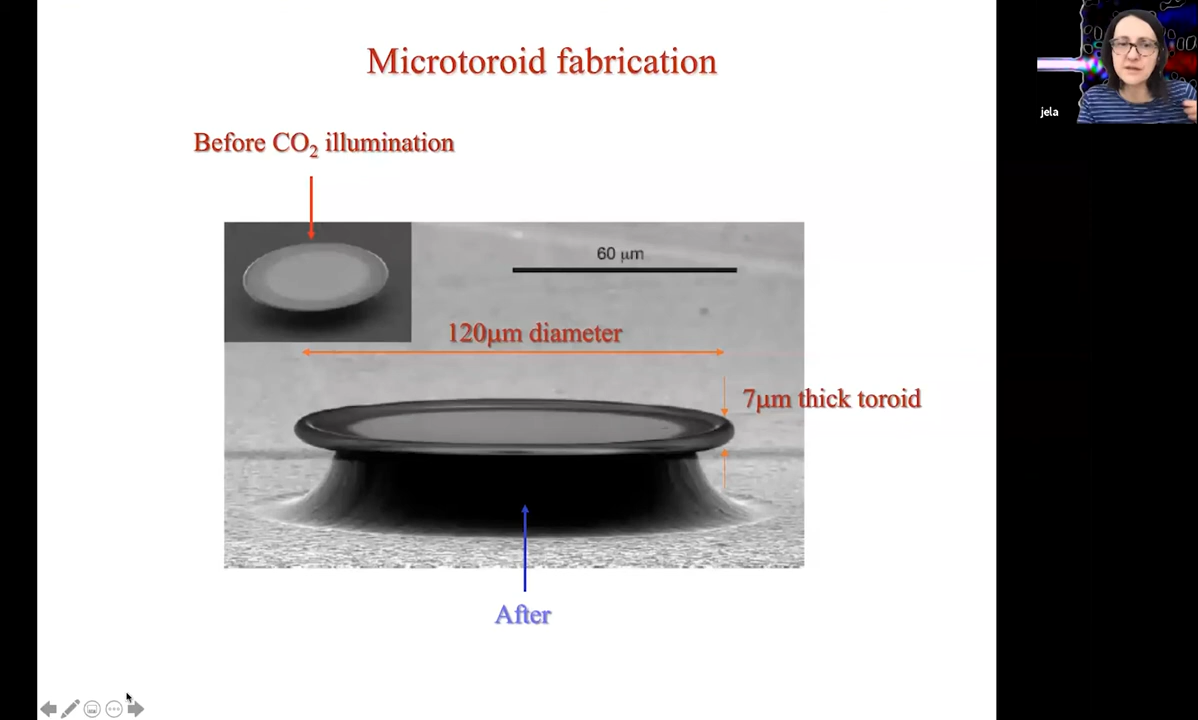 Microtoroid fabrication
Before CO₂ illumination
60 μm
120μm diameter
7μm thick toroid
After
jela